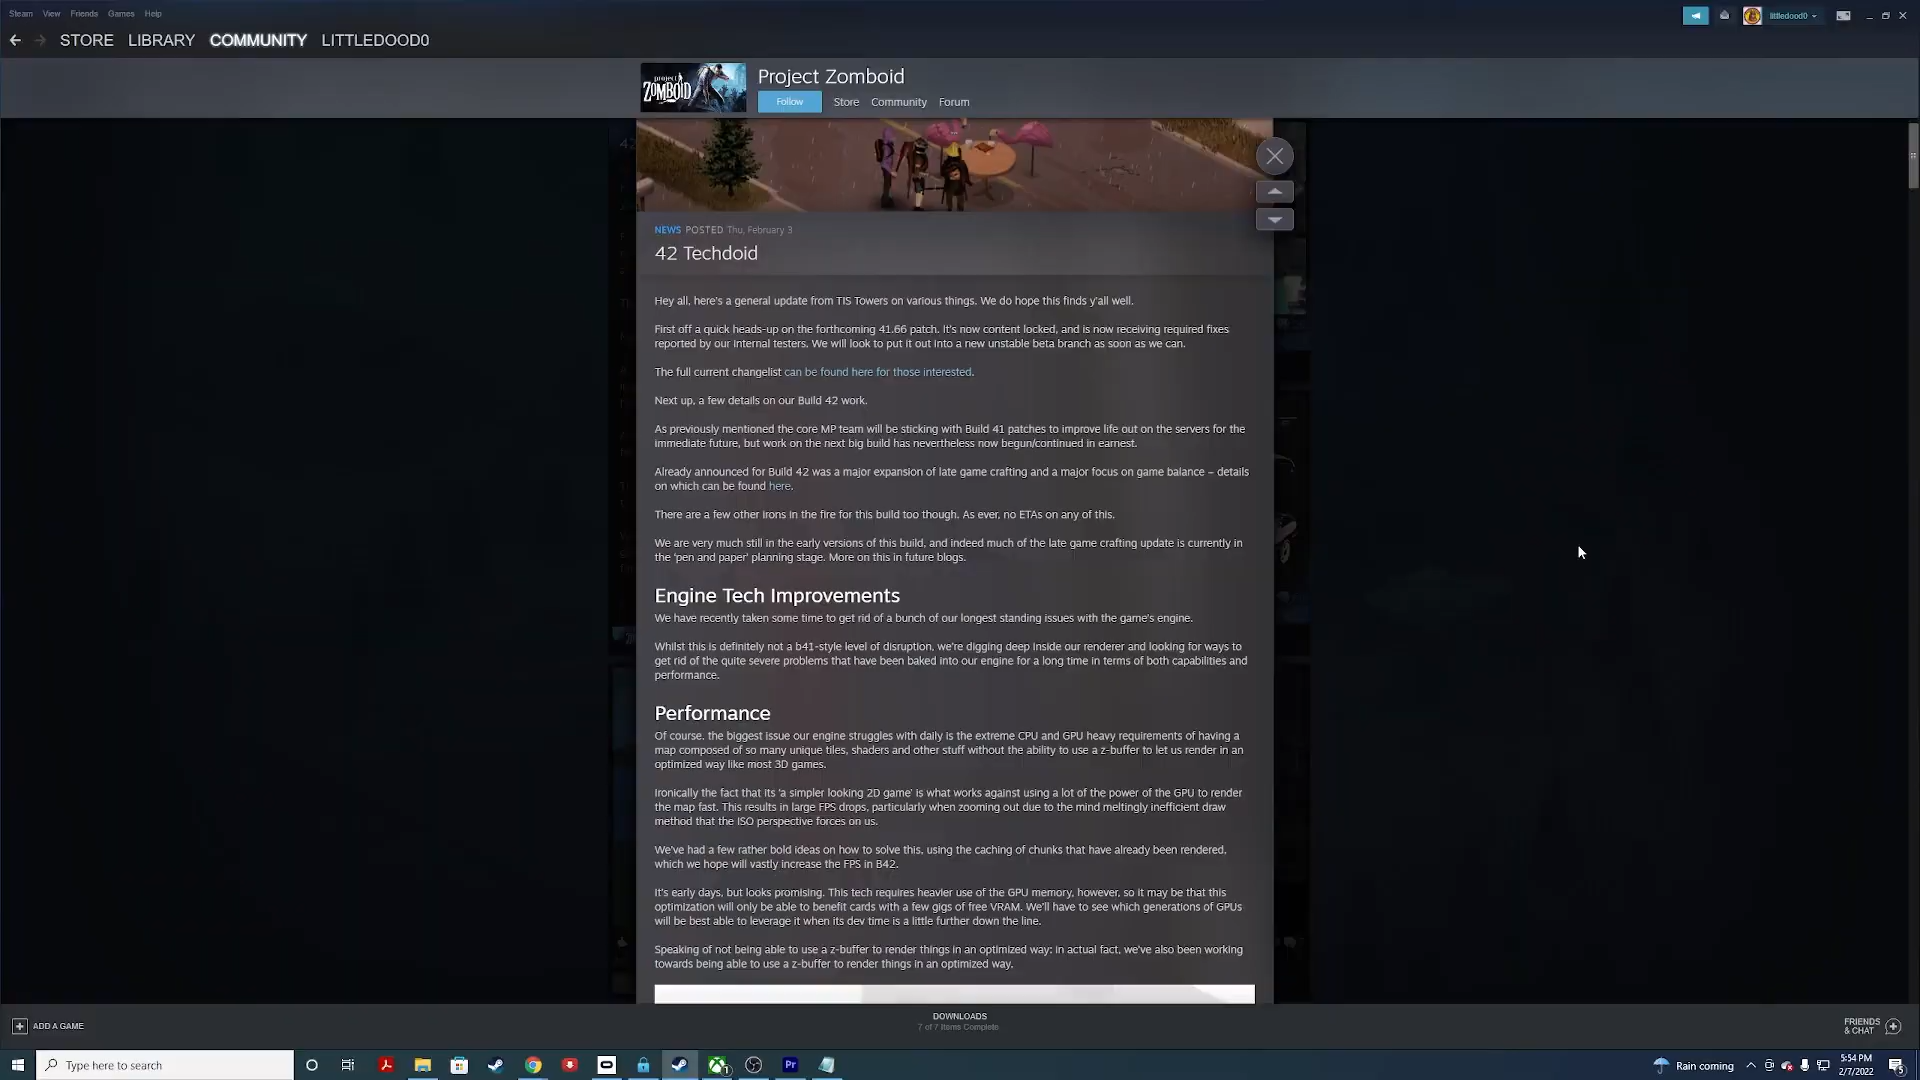 Steam View Friends Games Help
littledood0
STORE LIBRARY COMMUNITY LITTLEDOOD0
project ZOMBOID
Project Zomboid
Follow Store Community Forum
NEWS POSTED Thu, February 3
42 Techdoid
Hey all, here's a general update from TIS Towers on various things. We do hope this finds y'all well.
First off a quick heads-up on the forthcoming 41.66 patch. It's now content locked, and is now receiving required fixes
reported by our internal testers. We will look to put it out into a new unstable beta branch as soon as we can.
The full current changelist can be found here for those interested.
Next up, a few details on our Build 42 work.
As previously mentioned the core MP team will be sticking with Build 41 patches to improve life out on the servers for the
immediate future, but work on the next big build has nevertheless now begun/continued in earnest.
Already announced for Build 42 was a major expansion of late game crafting and a major focus on game balance – details
on which can be found here.
There are a few other irons in the fire for this build too though. As ever, no ETAs on any of this.
We are very much still in the early versions of this build, and indeed much of the late game crafting update is currently in
the 'pen and paper' planning stage. More on this in future blogs.
Engine Tech Improvements
We have recently taken some time to get rid of a bunch of our longest standing issues with the game's engine.
Whilst this is definitely not a b41-style level of disruption, we're digging deep inside our renderer and looking for ways to
get rid of the quite severe problems that have been baked into our engine for a long time in terms of both capabilities and
performance.
Performance
Of course, the biggest issue our engine struggles with daily is the extreme CPU and GPU heavy requirements of having a
map composed of so many unique tiles, shaders and other stuff without the ability to use a z-buffer to let us render in an
optimized way like most 3D games.
Ironically the fact that its 'a simpler looking 2D game' is what works against using a lot of the power of the GPU to render
the map fast. This results in large FPS drops, particularly when zooming out due to the mind meltingly inefficient draw
method that the ISO perspective forces on us.
We've had a few rather bold ideas on how to solve this, using the caching of chunks that have already been rendered,
which we hope will vastly increase the FPS in B42.
It's early days, but looks promising. This tech requires heavier use of the GPU memory, however, so it may be that this
optimization will only be able to benefit cards with a few gigs of free VRAM. We'll have to see which generations of GPUs
will be best able to leverage it when its dev time is a little further down the line.
Speaking of not being able to use a z-buffer to render things in an optimized way: in actual fact, we've also been working
towards being able to use a z-buffer to render things in an optimized way.
ADD A GAME
DOWNLOADS
7 of 7 Items Complete
FRIENDS
& CHAT
Type here to search
Pr
Rain coming
5:54 PM
2/7/2022